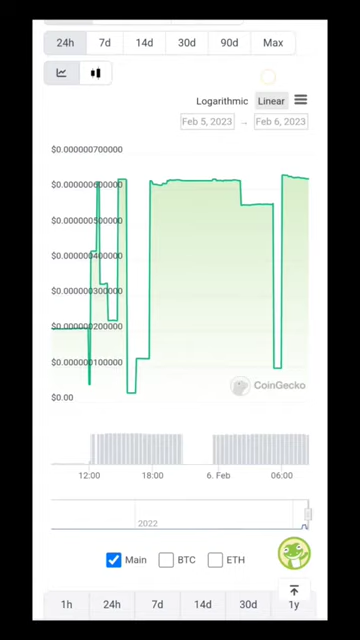 24h 7d 14d 30d 90d Max
Logarithmic Linear
Feb 5, 2023 → Feb 6, 2023
$0.000000700000
$0.000000600000
$0.000000500000
$0.000000400000
$0.000000300000
$0.000000200000
$0.000000100000
$0.00
CoinGecko
12:00 18:00 6. Feb 06:00
2022
Main BTC ETH
1h 24h 7d 14d 30d 1y